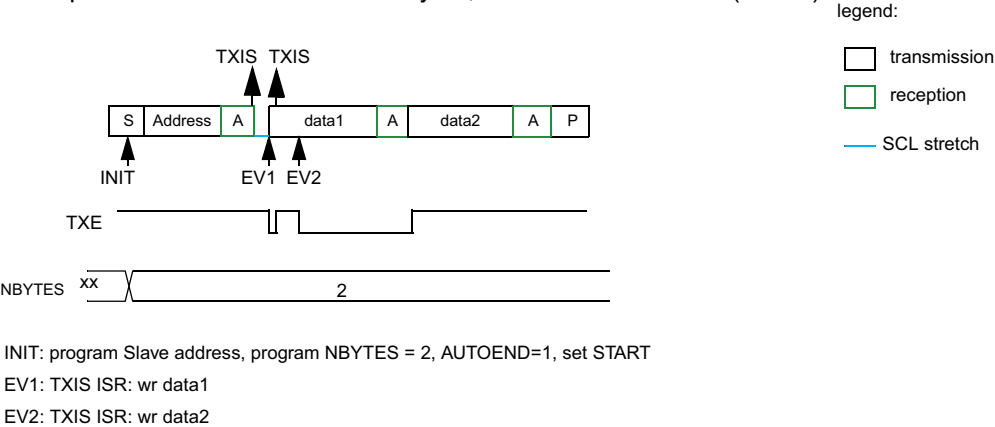 legend:
transmission
reception
SCL stretch
TXIS TXIS
S Address A data1 A data2 A P
INIT EV1 EV2
TXE
NBYTES xx 2
INIT: program Slave address, program NBYTES = 2, AUTOEND=1, set START
EV1: TXIS ISR: wr data1
EV2: TXIS ISR: wr data2